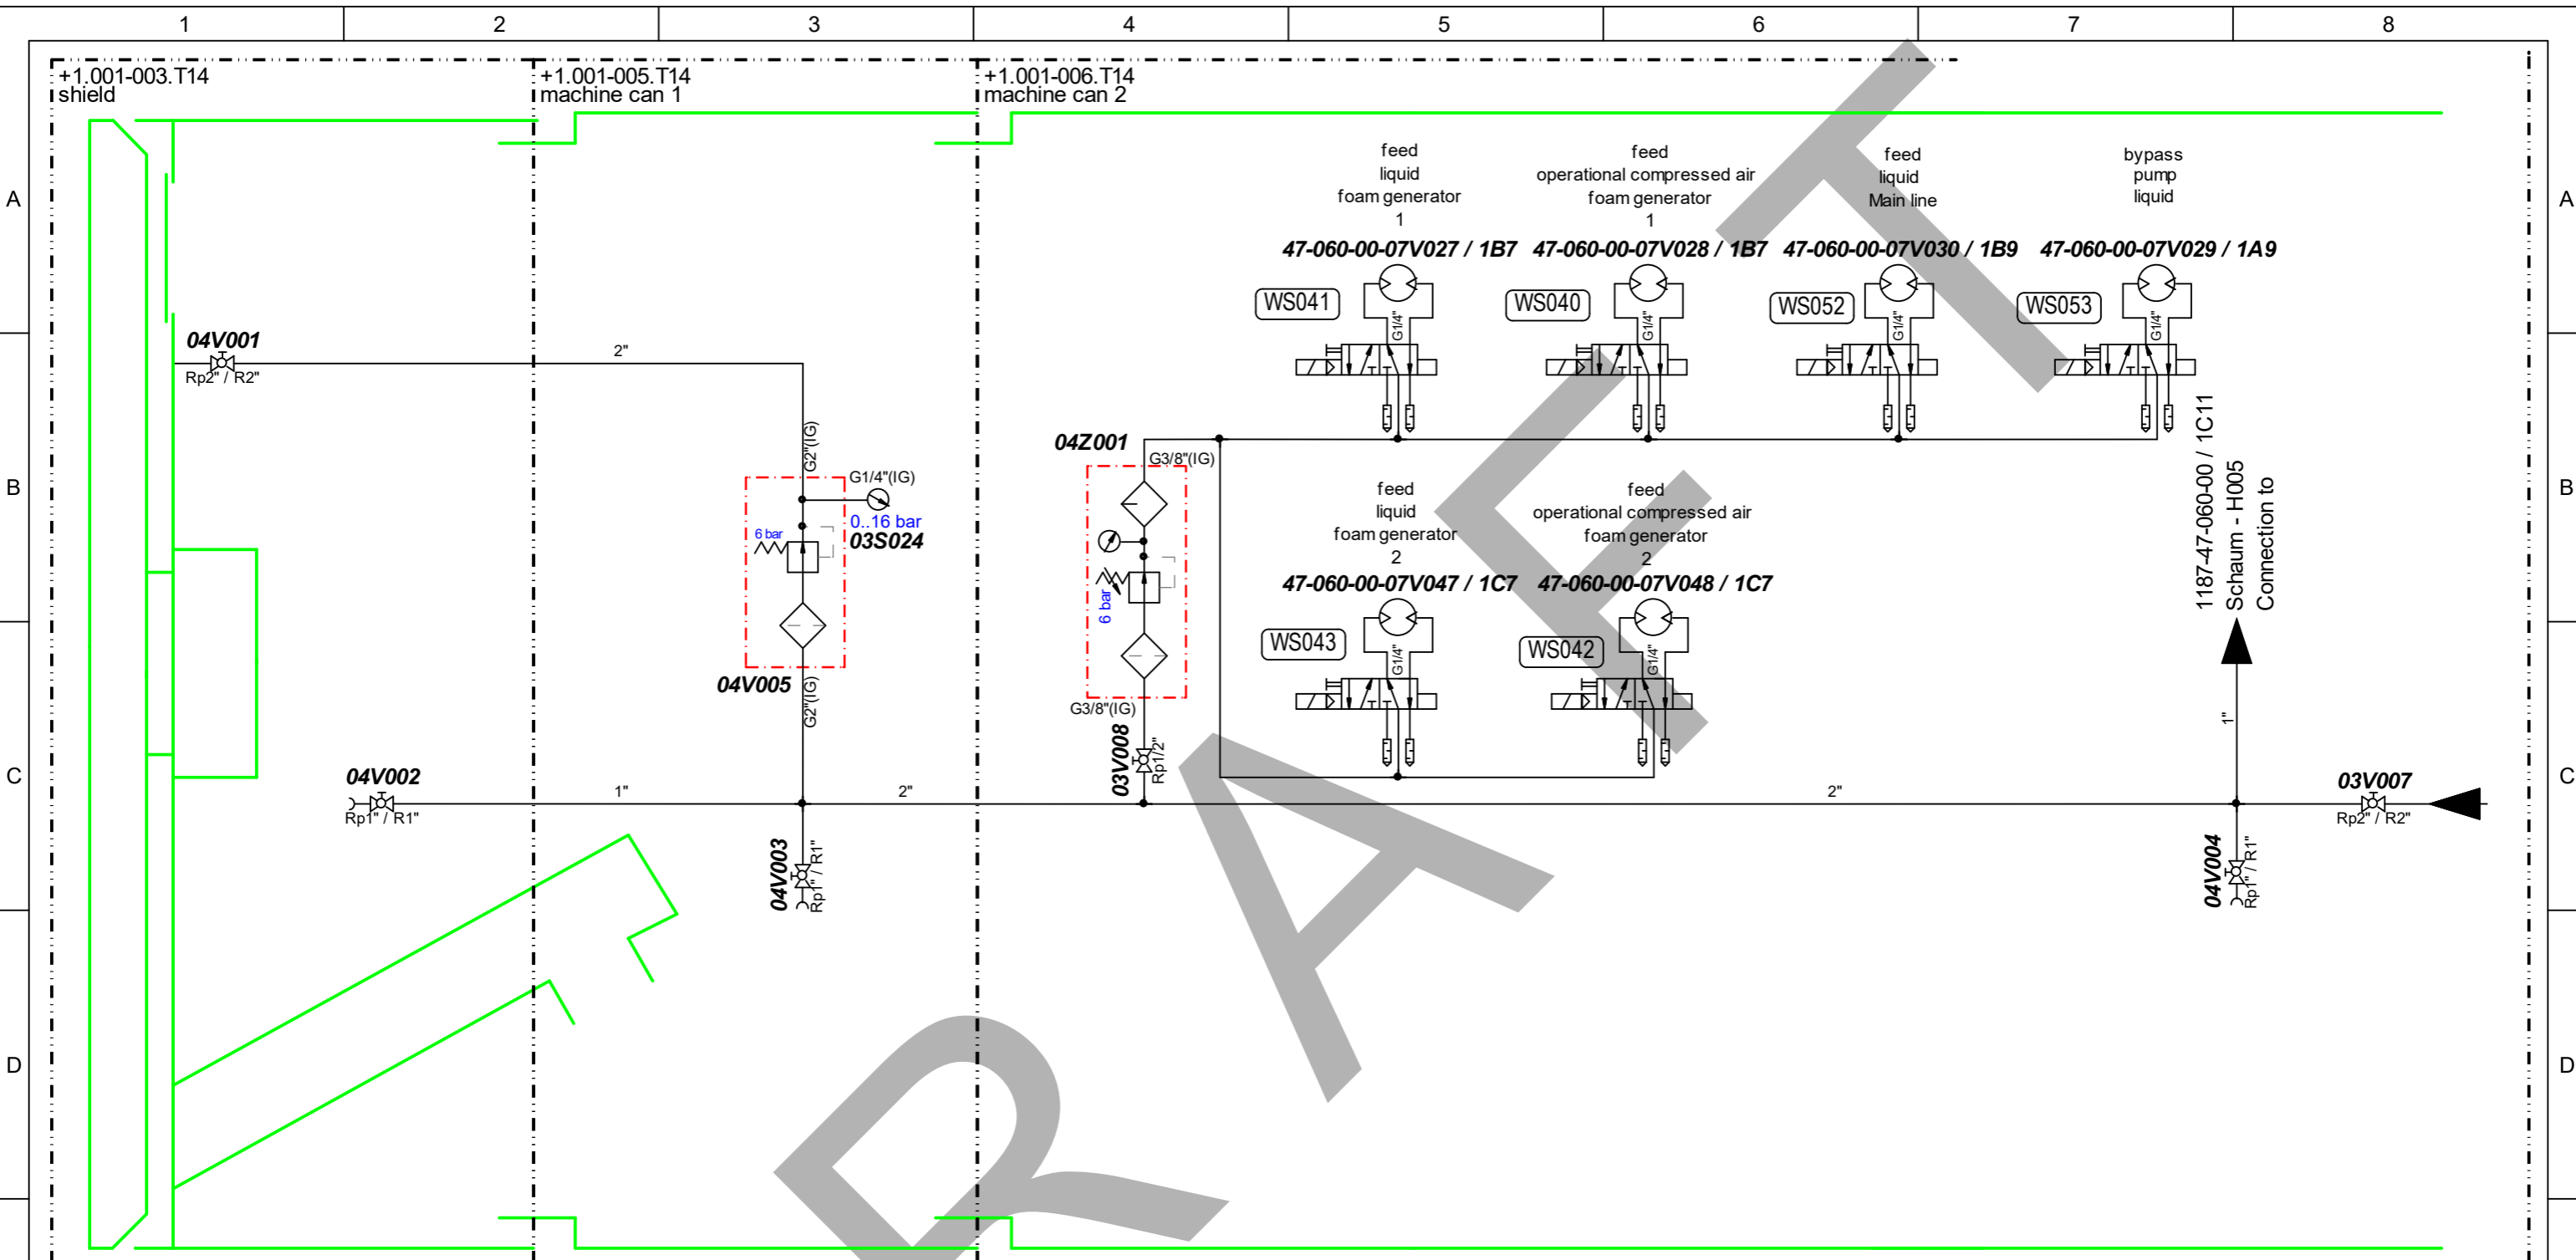 1 2 3 4 5 6 7 8
+1.001-003.T14
shield
+1.001-005.T14
machine can 1
+1.001-006.T14
machine can 2
A
A
feed
liquid
foam generator
1
47-060-00-07V027 / 1B7
WS041
G1/4"
feed
operational compressed air
foam generator
1
47-060-00-07V028 / 1B7
WS040
G1/4"
feed
liquid
Main line
47-060-00-07V030 / 1B9
WS052
G1/4"
bypass
pump
liquid
47-060-00-07V029 / 1A9
WS053
G1/4"
04V001
Rp2" / R2"
2"
B
B
G2"(IG)
G1/4"(IG)
0..16 bar
03S024
6 bar
04V005
G2"(IG)
04Z001
G3/8"(IG)
6 bar
G3/8"(IG)
03V008
Rp1/2"
feed
liquid
foam generator
2
47-060-00-07V047 / 1C7
WS043
G1/4"
feed
operational compressed air
foam generator
2
47-060-00-07V048 / 1C7
WS042
G1/4"
1187-47-060-00 / 1C11
Schaum - H005
Connection to
1"
C
C
04V002
Rp1" / R1"
1"
2"
2"
03V007
Rp2" / R2"
04V003
Rp1" / R1"
04V004
Rp1" / R1"
D
D
RAFT